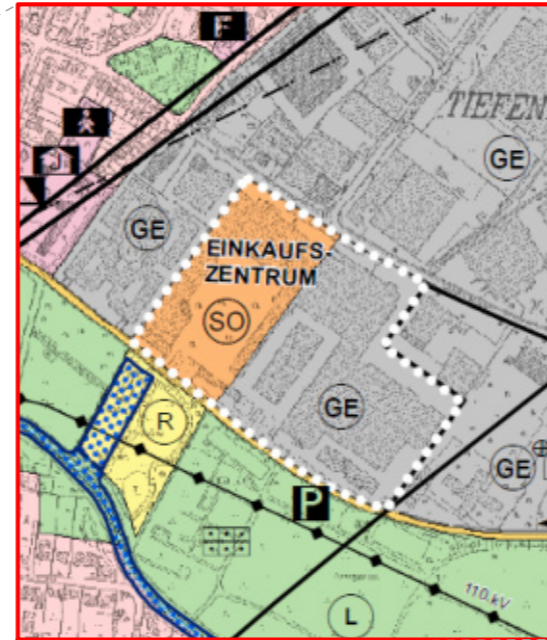 F
TIEFEN
GE
J
GE
EINKAUFS-
ZENTRUM
SO
GE
R
GE
P
110 kV
L